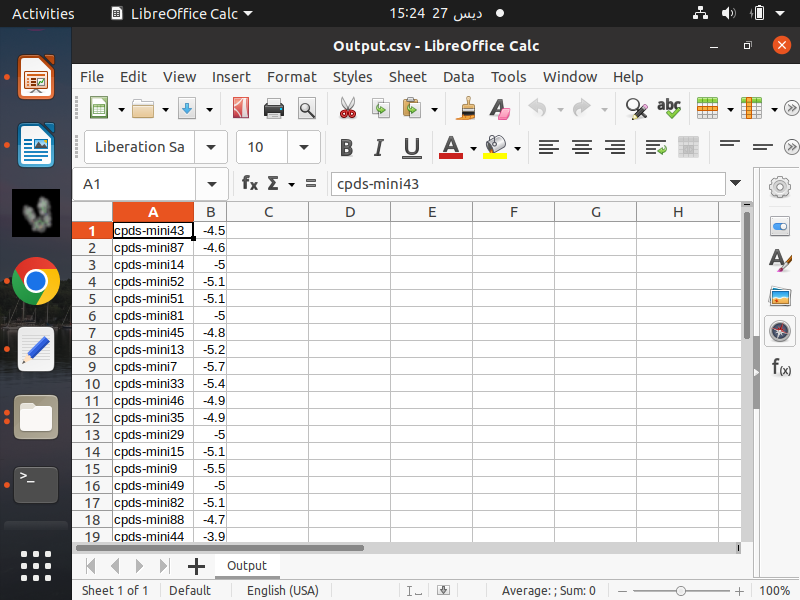 Activities LibreOffice Calc 15:24 27 ديس
Output.csv - LibreOffice Calc
File Edit View Insert Format Styles Sheet Data Tools Window Help
abc
Liberation Sa 10 B I U A
A1 fx Σ = cpds-mini43
A B C D E F G H
1 cpds-mini43 -4.5
2 cpds-mini87 -4.6
3 cpds-mini14 -5
4 cpds-mini52 -5.1
5 cpds-mini51 -5.1
6 cpds-mini81 -5
7 cpds-mini45 -4.8
8 cpds-mini13 -5.2
9 cpds-mini7 -5.7
10 cpds-mini33 -5.4
11 cpds-mini46 -4.9
12 cpds-mini35 -4.9
13 cpds-mini29 -5
14 cpds-mini15 -5.1
15 cpds-mini9 -5.5
16 cpds-mini49 -5
17 cpds-mini82 -5.1
18 cpds-mini88 -4.7
19 cpds-mini44 -3.9
f(x)
Output
Sheet 1 of 1 Default English (USA) Average: ; Sum: 0 100%